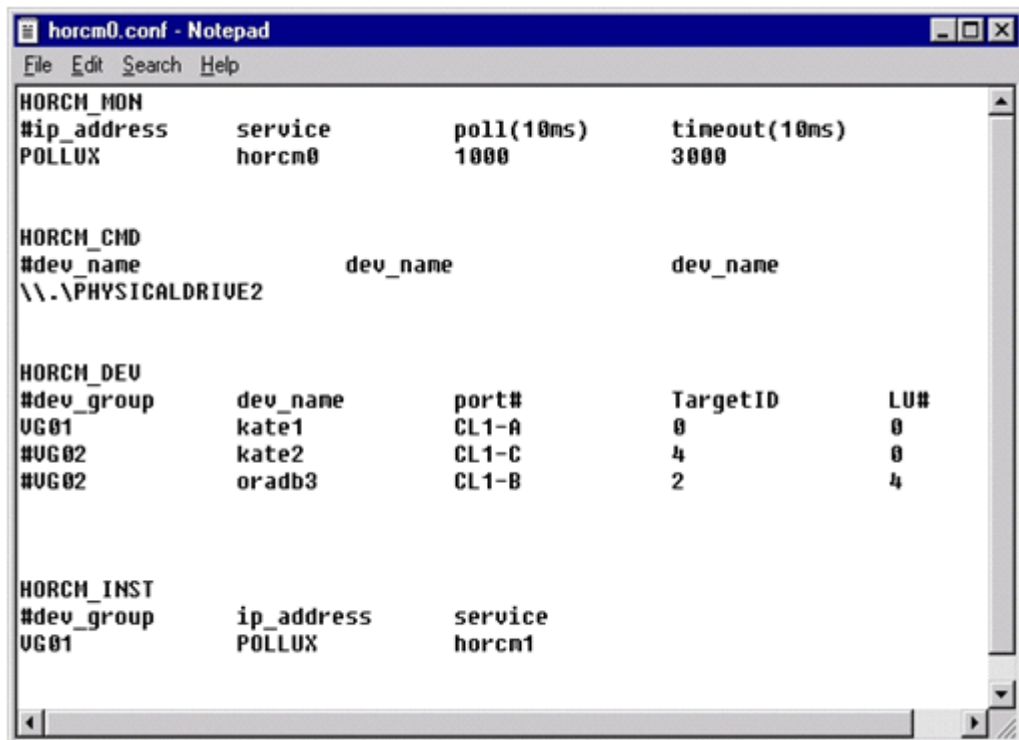 horcm0.conf - Notepad
File Edit Search Help
HORCM_MON
#ip_address service poll(10ms) timeout(10ms)
POLLUX horcm0 1000 3000
HORCM_CMD
#dev_name dev_name dev_name
\\.\PHYSICALDRIVE2
HORCM_DEV
#dev_group dev_name port# TargetID LU#
VG01 kate1 CL1-A 0 0
#VG02 kate2 CL1-C 4 0
#VG02 oradb3 CL1-B 2 4
HORCM_INST
#dev_group ip_address service
VG01 POLLUX horcm1